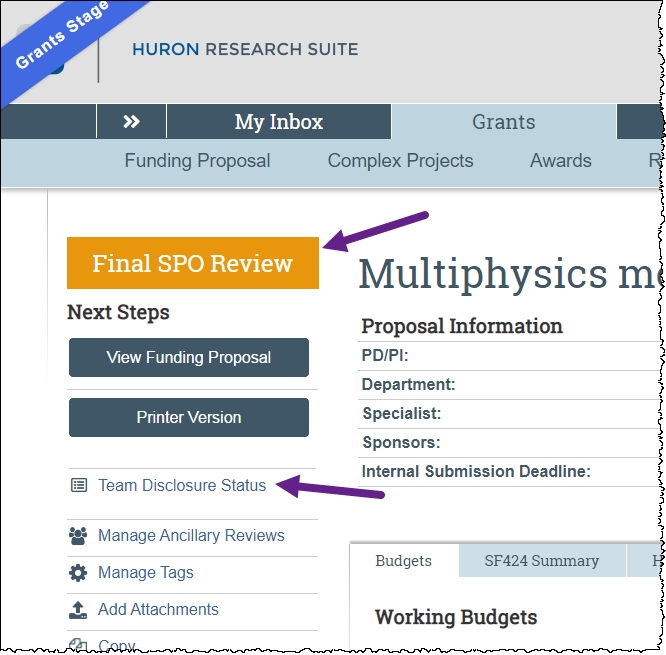 Grants Stage
HURON RESEARCH SUITE
My Inbox
Grants
Funding Proposal
Complex Projects
Awards
R
Final SPO Review
Multiphysics m
Next Steps
View Funding Proposal
Printer Version
Team Disclosure Status
Manage Ancillary Reviews
Manage Tags
Add Attachments
Copy
Proposal Information
PD/PI:
Department:
Specialist:
Sponsors:
Internal Submission Deadline:
Budgets
SF424 Summary
H
Working Budgets